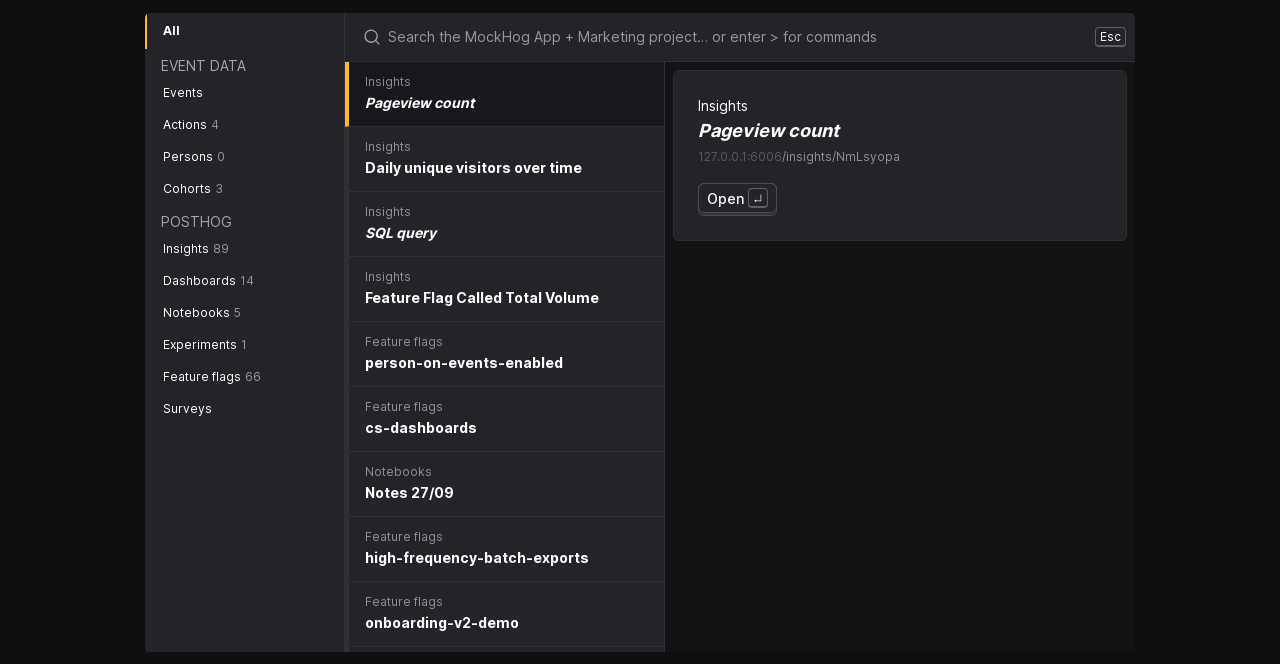 All
EVENT DATA
Events
Actions 4
Persons 0
Cohorts 3
POSTHOG
Insights 89
Dashboards 14
Notebooks 5
Experiments 1
Feature flags 66
Surveys
Search the MockHog App + Marketing project… or enter > for commands
Esc
Insights
Pageview count
Insights
Daily unique visitors over time
Insights
SQL query
Insights
Feature Flag Called Total Volume
Feature flags
person-on-events-enabled
Feature flags
cs-dashboards
Notebooks
Notes 27/09
Feature flags
high-frequency-batch-exports
Feature flags
onboarding-v2-demo
Insights
Pageview count
127.0.0.1:6006/insights/NmLsyopa
Open ↵